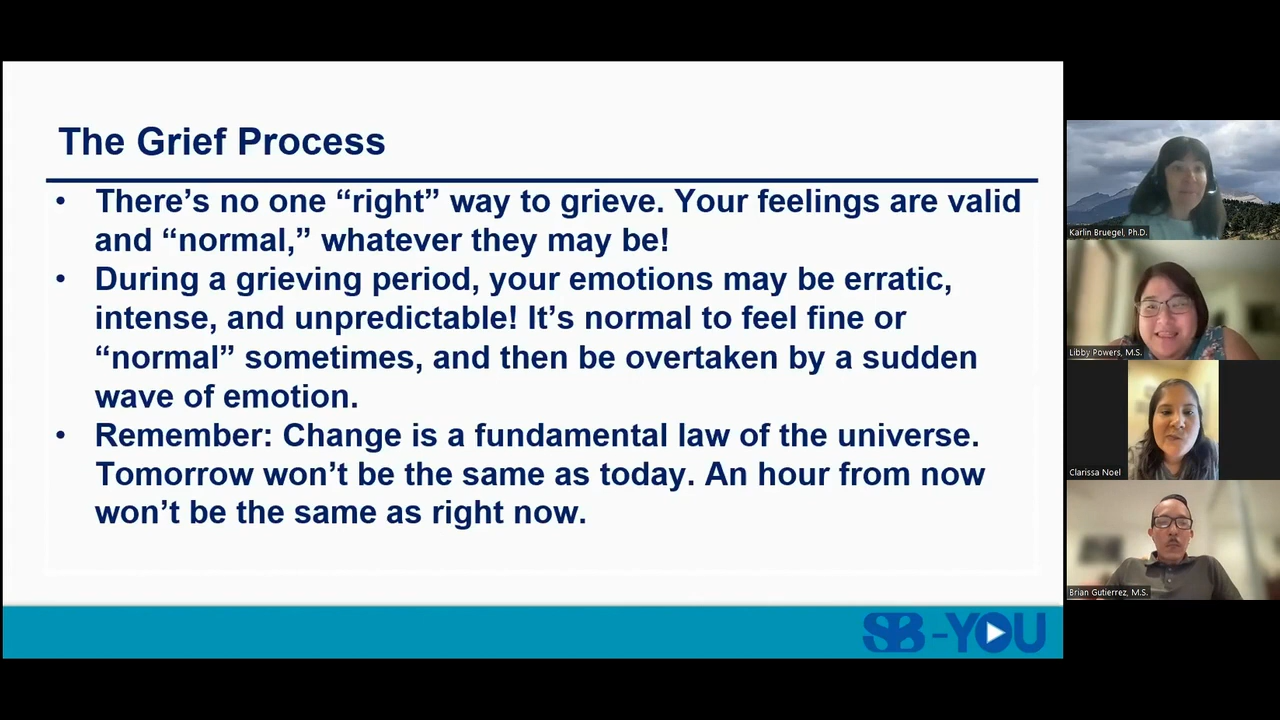 The Grief Process
• There’s no one “right” way to grieve. Your feelings are valid
and “normal,” whatever they may be!
• During a grieving period, your emotions may be erratic,
intense, and unpredictable! It’s normal to feel fine or
“normal” sometimes, and then be overtaken by a sudden
wave of emotion.
• Remember: Change is a fundamental law of the universe.
Tomorrow won’t be the same as today. An hour from now
won’t be the same as right now.
SB-YOU
Karlin Bruegel, Ph.D.
Libby Powers, M.S.
Clarissa Noel
Brian Gutierrez, M.S.